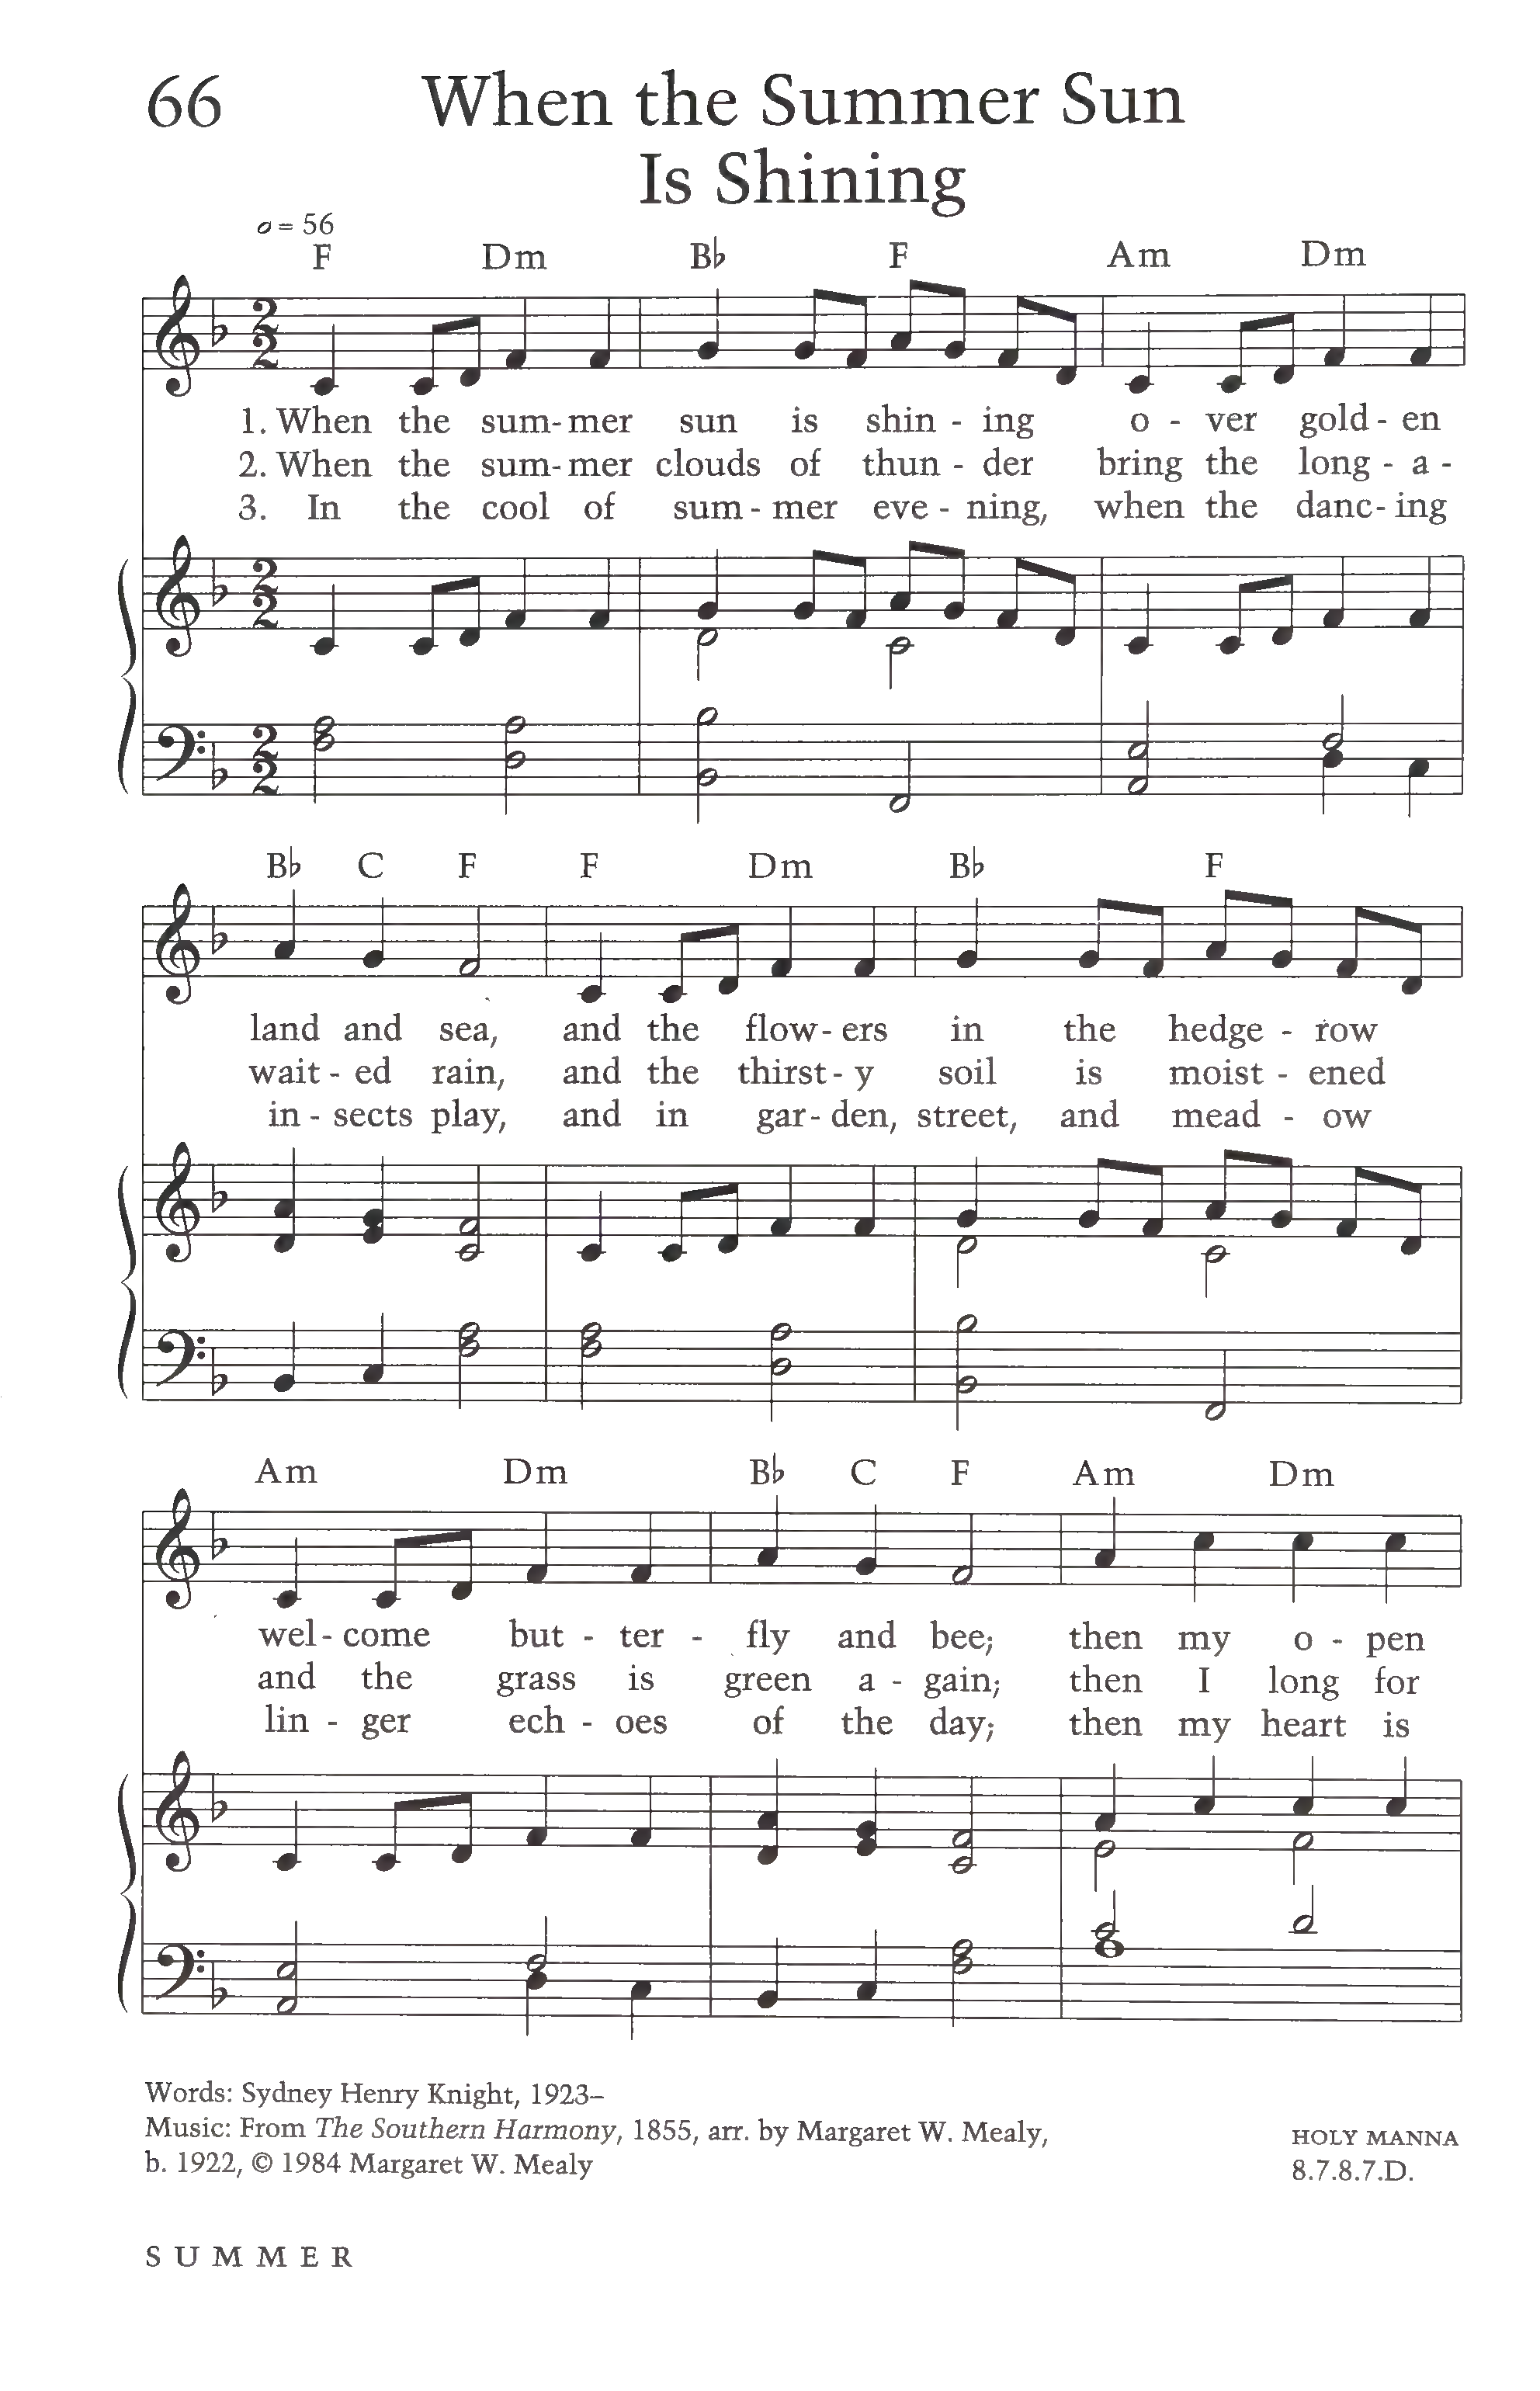 66 When the Summer Sun
Is Shining
𝅗𝅥 = 56
F Dm B♭ F Am Dm
1. When the sum-mer sun is shin - ing o - ver gold - en
2. When the sum-mer clouds of thun - der bring the long - a -
3. In the cool of sum - mer eve - ning, when the danc - ing
B♭ C F F Dm B♭ F
land and sea, and the flow- ers in the hedge - row
wait - ed rain, and the thirst - y soil is moist - ened
in - sects play, and in gar- den, street, and mead - ow
Am Dm B♭ C F Am Dm
wel - come but - ter - fly and bee; then my o - pen
and the grass is green a - gain; then I long for
lin - ger ech - oes of the day; then my heart is
Words: Sydney Henry Knight, 1923–
Music: From The Southern Harmony, 1855, arr. by Margaret W. Mealy,
b. 1922, © 1984 Margaret W. Mealy
HOLY MANNA
8.7.8.7.D.
SUMMER